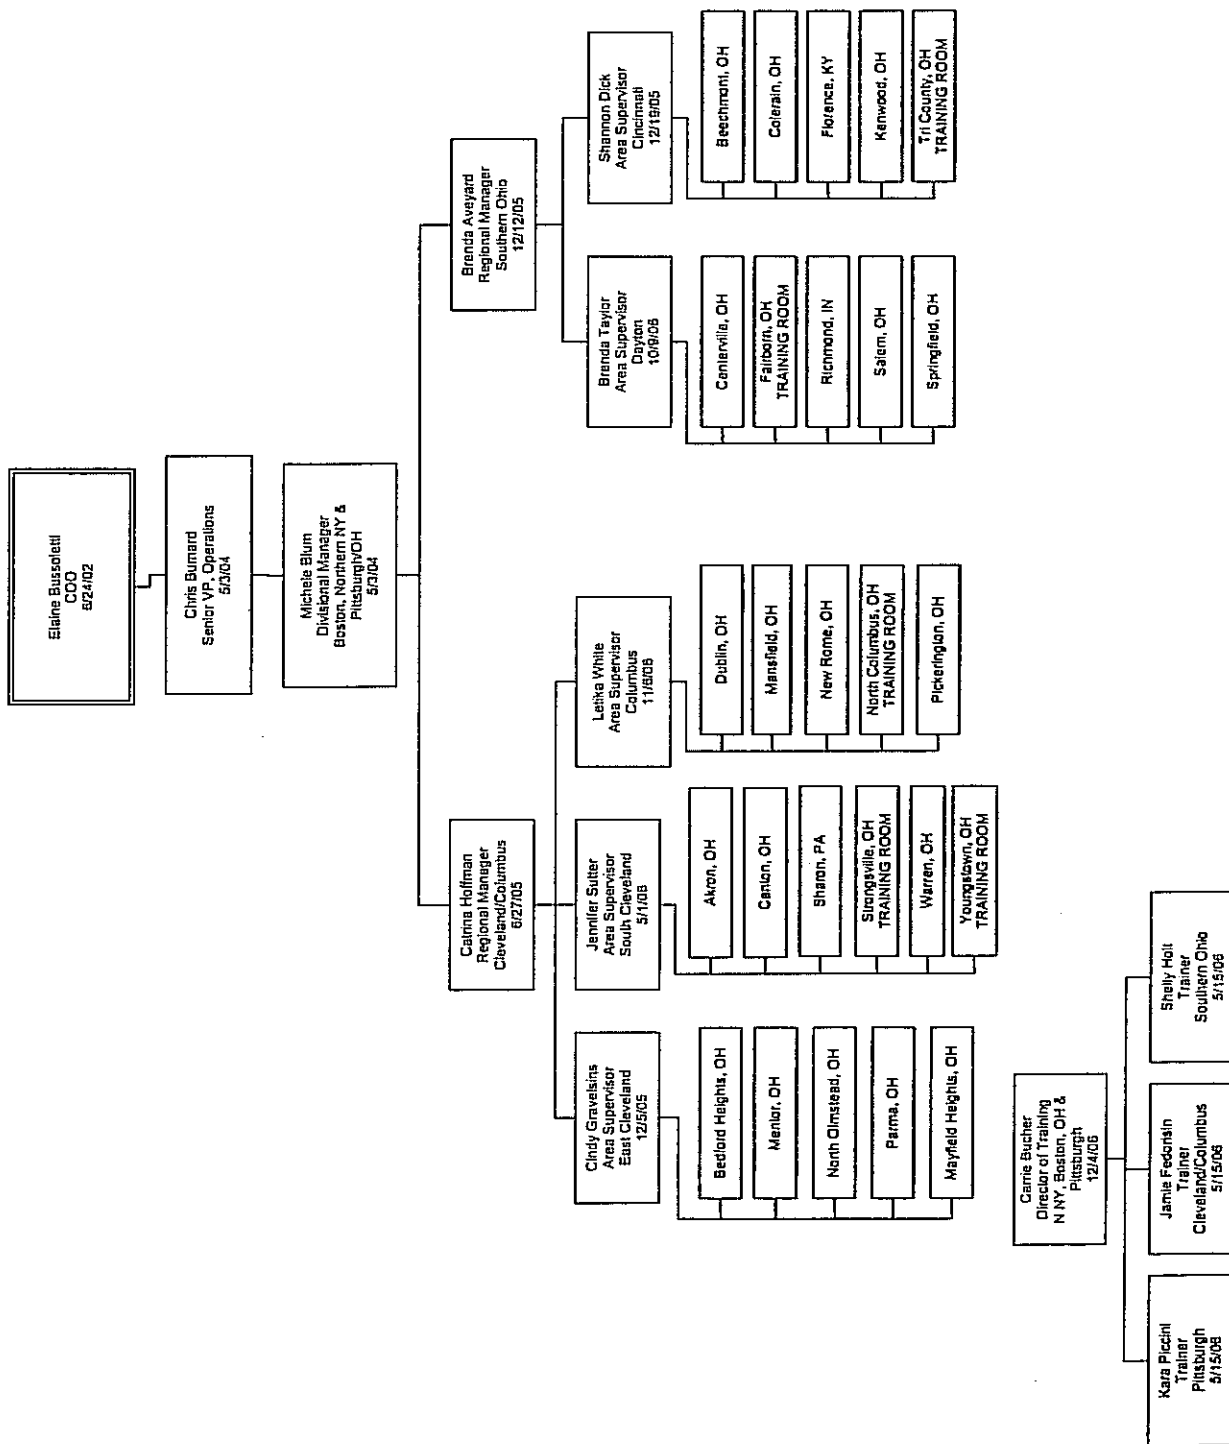 Elaine Bussoletti
COO
6/24/02
Chris Burnard
Senior VP, Operations
5/3/04
Michele Blum
Divisional Manager
Boston, Northern NY &
Pittsburgh/OH
5/3/04
Catrina Hoffman
Regional Manager
Cleveland/Columbus
6/27/05
Brenda Aveyard
Regional Manager
Southern Ohio
12/12/05
Cindy Gravelsins
Area Supervisor
East Cleveland
12/5/05
Jennifer Sutter
Area Supervisor
South Cleveland
5/1/06
Letika White
Area Supervisor
Columbus
11/6/06
Brenda Taylor
Area Supervisor
Dayton
10/9/06
Shannon Dick
Area Supervisor
Cincinnati
12/19/05
Bedford Heights, OH
Mentor, OH
North Olmstead, OH
Parma, OH
Mayfield Heights, OH
Akron, OH
Canton, OH
Sharon, PA
Strongsville, OH
TRAINING ROOM
Warren, OH
Youngstown, OH
TRAINING ROOM
Dublin, OH
Mansfield, OH
New Rome, OH
North Columbus, OH
TRAINING ROOM
Pickerington, OH
Centerville, OH
Fairborn, OH
TRAINING ROOM
Richmond, IN
Salem, OH
Springfield, OH
Beechmont, OH
Colerain, OH
Florence, KY
Kenwood, OH
Tri County, OH
TRAINING ROOM
Carrie Bucher
Director of Training
N NY, Boston, OH &
Pittsburgh
12/4/06
Kara Piccini
Trainer
Pittsburgh
5/15/06
Jamie Fedorisin
Trainer
Cleveland/Columbus
5/15/06
Shelly Holt
Trainer
Southern Ohio
5/15/06